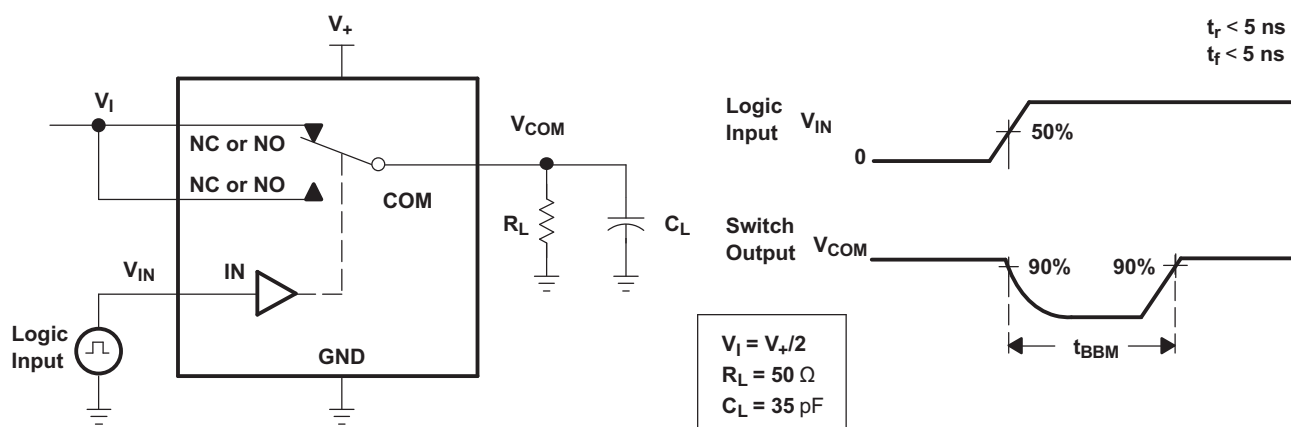 V+
tr < 5 ns
tf < 5 ns
VI
NC or NO
NC or NO
COM
VCOM
RL
CL
VIN
IN
Logic
Input
GND
Logic
Input
VIN
0
50%
Switch
Output
VCOM
90%
90%
tBBM
VI = V+/2
RL = 50 Ω
CL = 35 pF